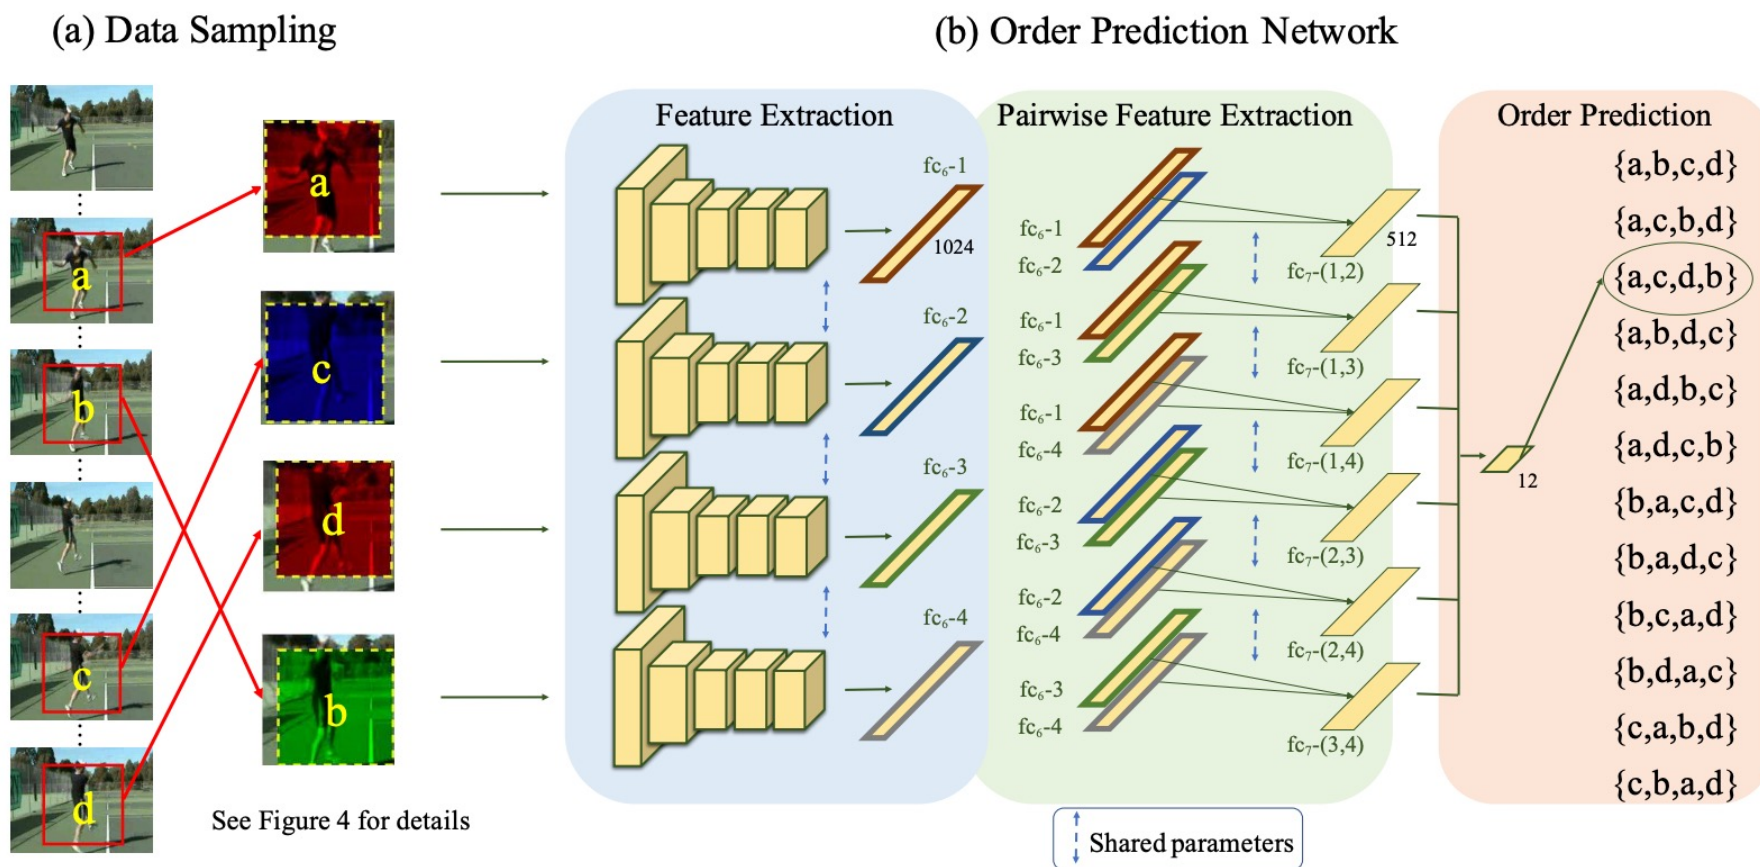 (a) Data Sampling
(b) Order Prediction Network
a
b
c
d
a
c
d
b
See Figure 4 for details
Feature Extraction
fc₆-1
1024
fc₆-2
fc₆-3
fc₆-4
Pairwise Feature Extraction
fc₆-1
fc₆-2
512
fc₇-(1,2)
fc₆-1
fc₆-3
fc₇-(1,3)
fc₆-1
fc₆-4
fc₇-(1,4)
fc₆-2
fc₆-3
fc₇-(2,3)
fc₆-2
fc₆-4
fc₇-(2,4)
fc₆-3
fc₆-4
fc₇-(3,4)
Shared parameters
12
Order Prediction
{a,b,c,d}
{a,c,b,d}
{a,c,d,b}
{a,b,d,c}
{a,d,b,c}
{a,d,c,b}
{b,a,c,d}
{b,a,d,c}
{b,c,a,d}
{b,d,a,c}
{c,a,b,d}
{c,b,a,d}